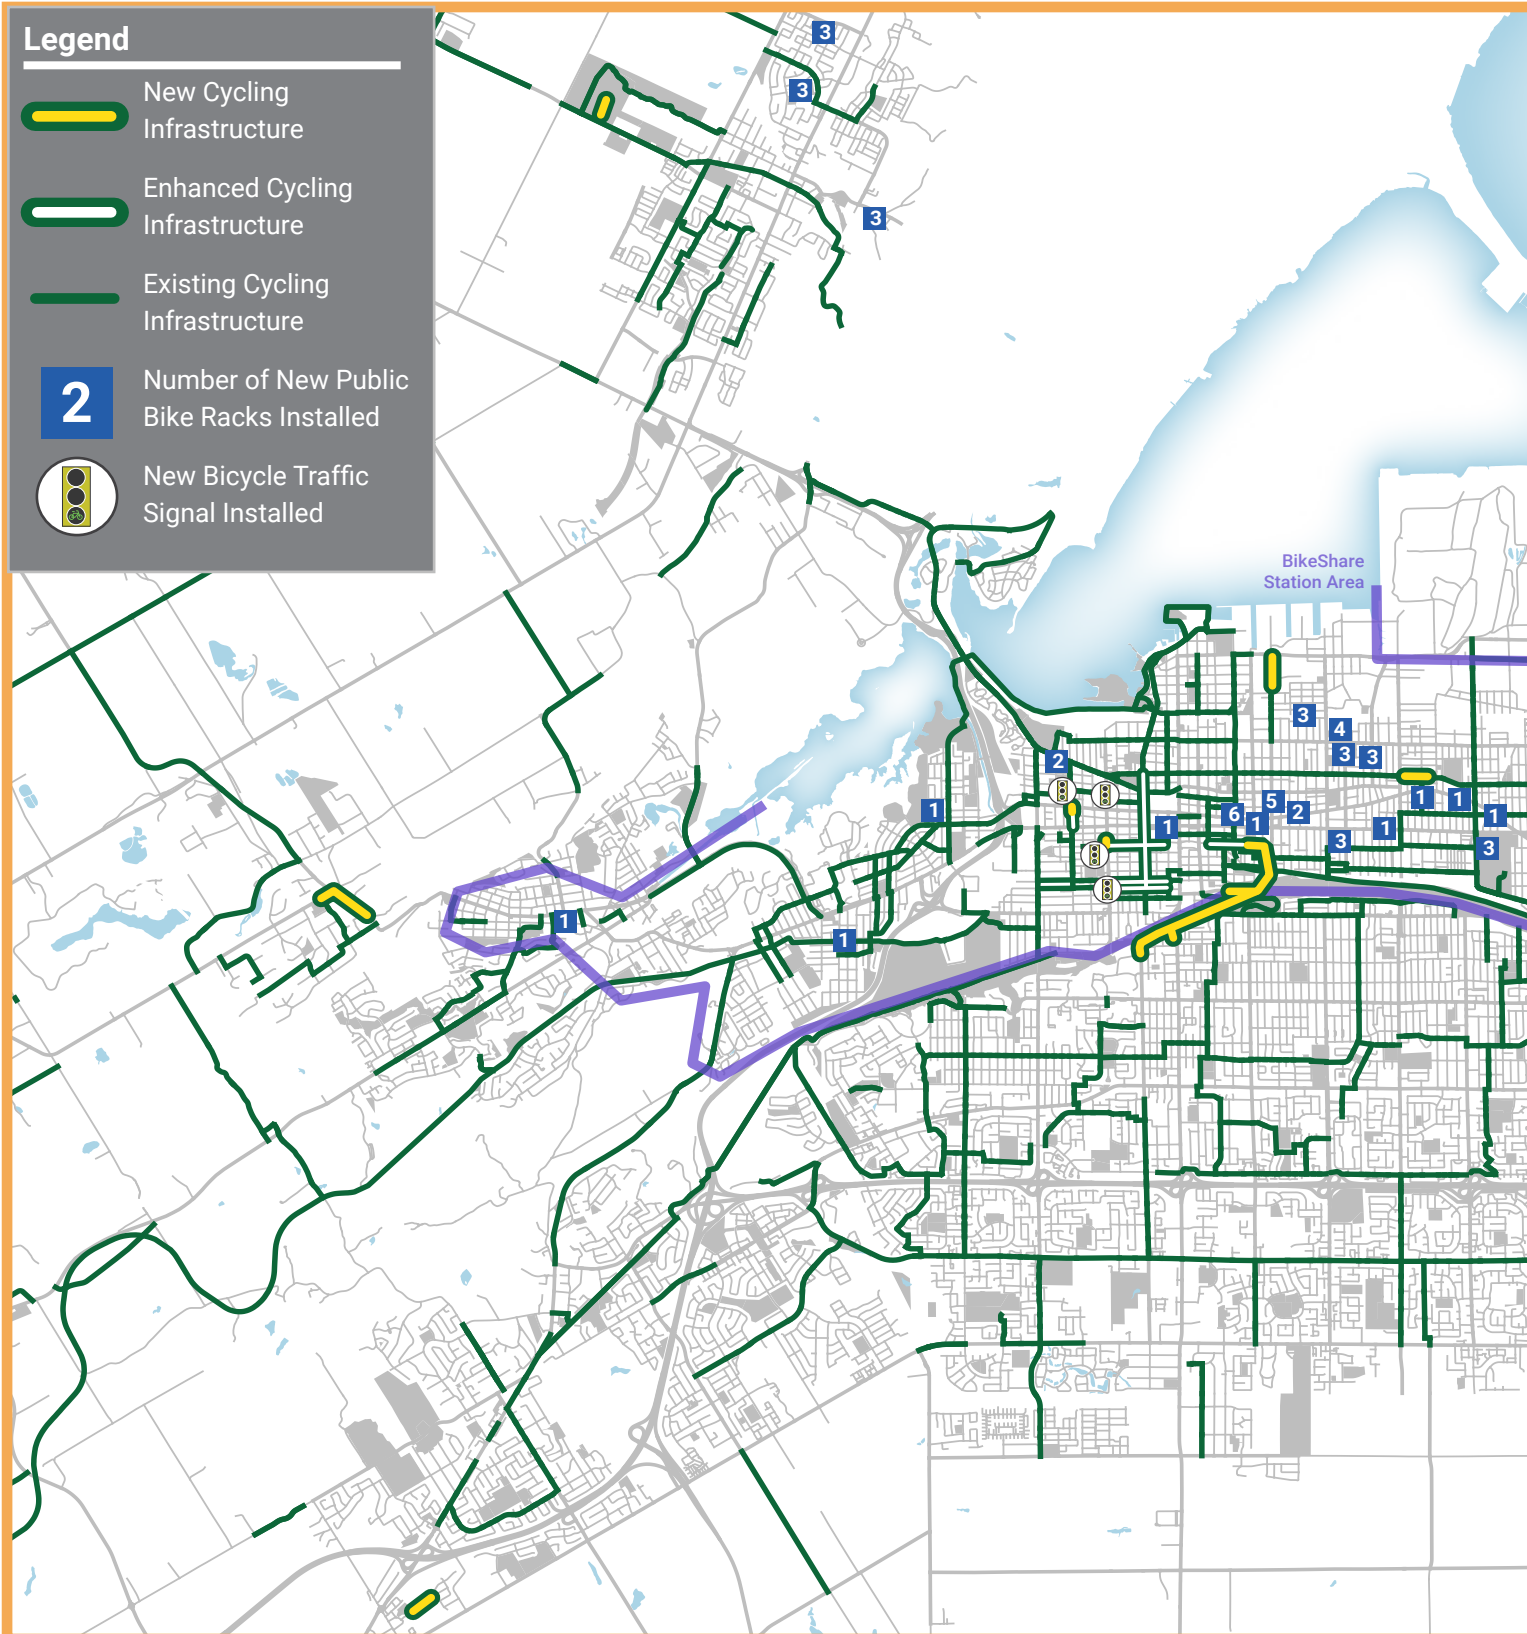 Legend
New Cycling
Infrastructure
Enhanced Cycling
Infrastructure
Existing Cycling
Infrastructure
2
Number of New Public
Bike Racks Installed
New Bicycle Traffic
Signal Installed
3
3
3
BikeShare
Station Area
3
4
3
3
2
1
1
1
5
2
6
1
1
1
1
3
3
1
1